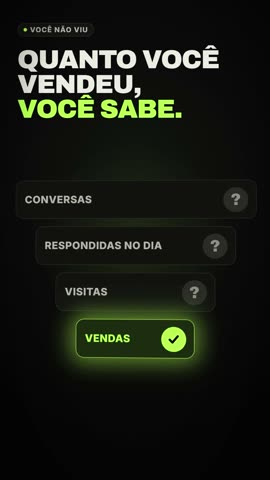 VOCÊ NÃO VIU
QUANTO VOCÊ
VENDEU,
VOCÊ SABE.
CONVERSAS ?
RESPONDIDAS NO DIA ?
VISITAS ?
VENDAS